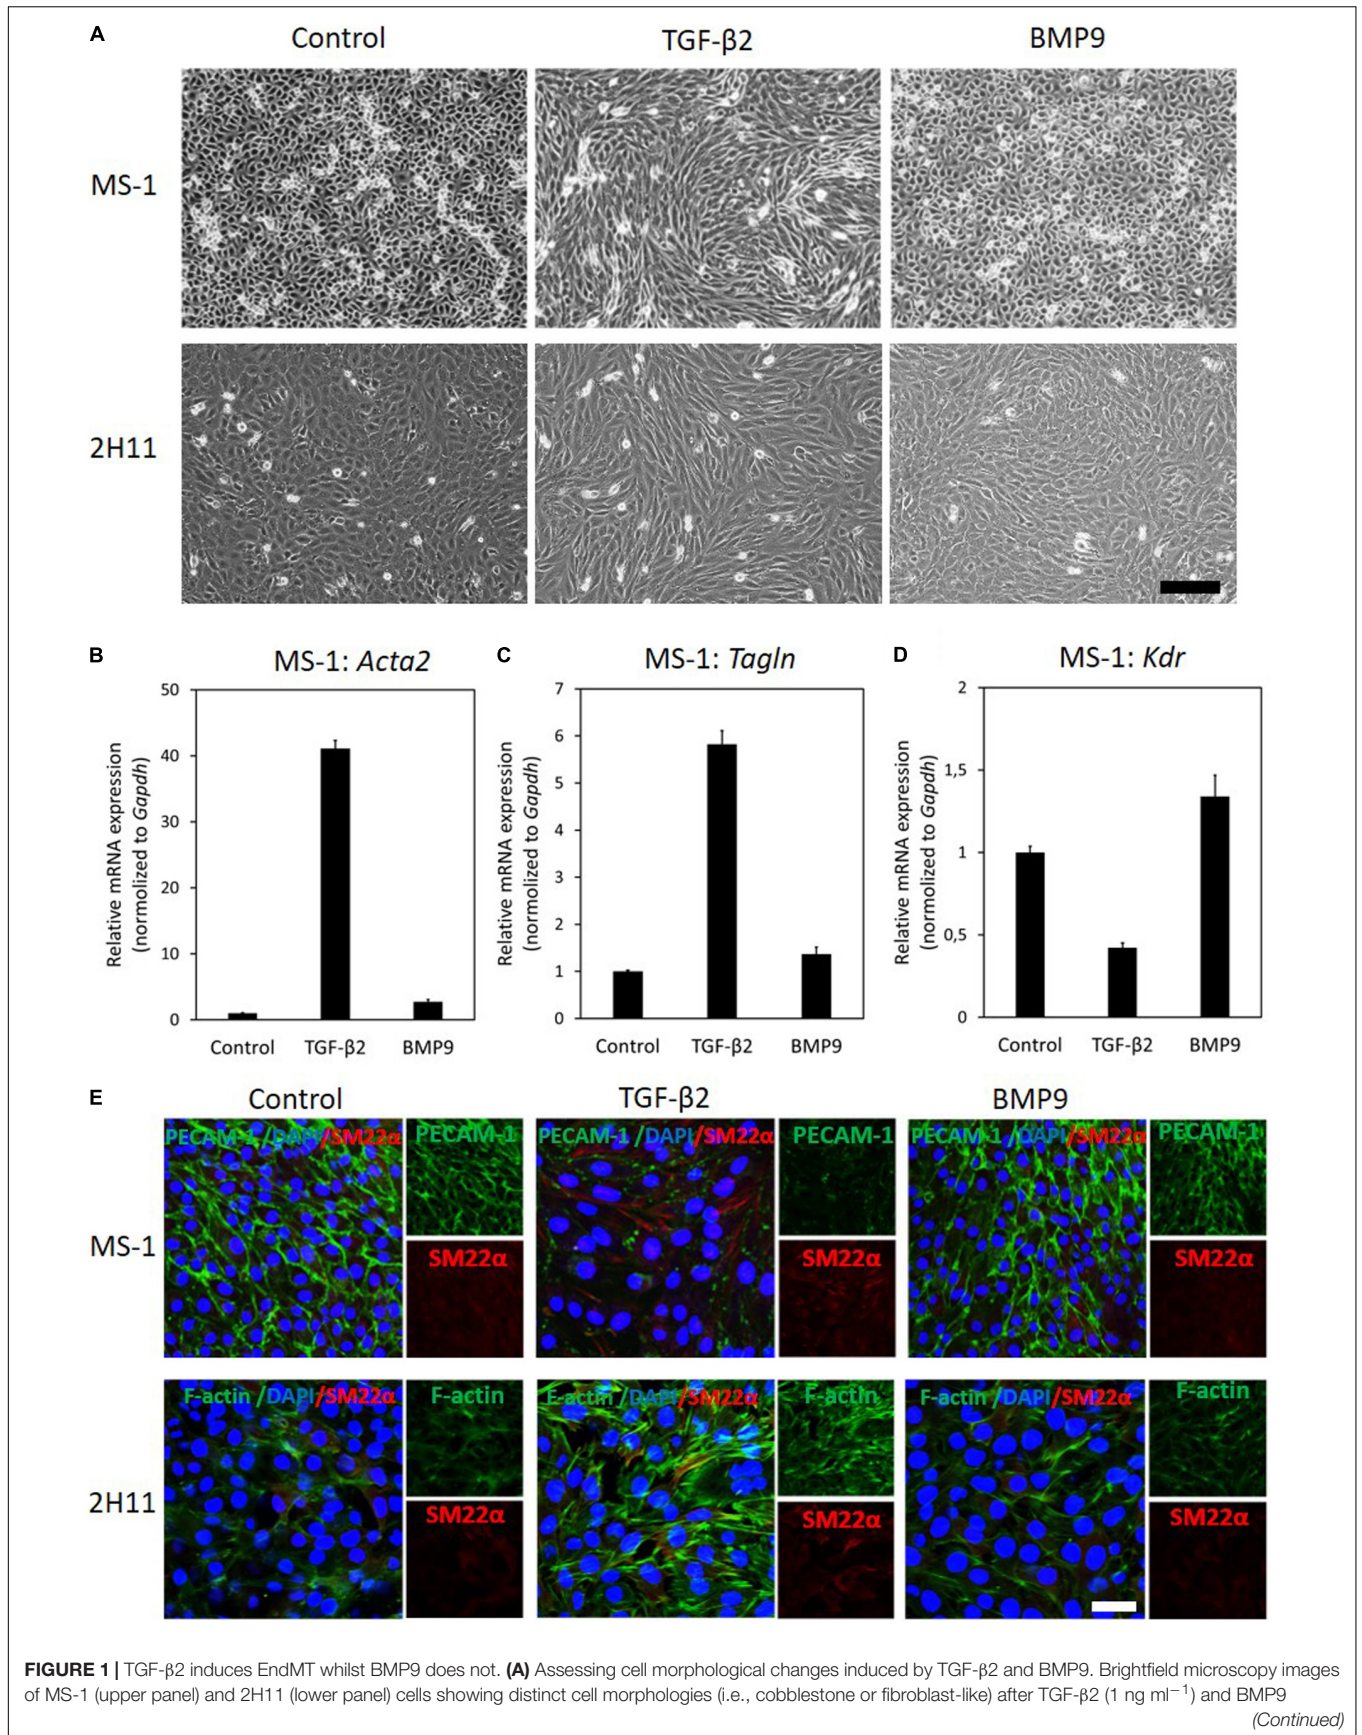 A
Control
TGF-β2
BMP9
MS-1
2H11
B
MS-1: Acta2
Relative mRNA expression
(normolized to Gapdh)
50
40
30
20
10
0
Control
TGF-β2
BMP9
C
MS-1: Tagln
Relative mRNA expression
(normolized to Gapdh)
7
6
5
4
3
2
1
0
Control
TGF-β2
BMP9
D
MS-1: Kdr
Relative mRNA expression
(normolized to Gapdh)
2
1,5
1
0,5
0
Control
TGF-β2
BMP9
E
Control
TGF-β2
BMP9
MS-1
PECAM-1 /DAPI/SM22α
PECAM-1
SM22α
PECAM-1 /DAPI/SM22α
PECAM-1
SM22α
PECAM-1 /DAPI/SM22α
PECAM-1
SM22α
2H11
F-actin /DAPI/SM22α
F-actin
SM22α
F-actin /DAPI/SM22α
F-actin
SM22α
F-actin /DAPI/SM22α
F-actin
SM22α
FIGURE 1 | TGF-β2 induces EndMT whilst BMP9 does not. (A) Assessing cell morphological changes induced by TGF-β2 and BMP9. Brightfield microscopy images
of MS-1 (upper panel) and 2H11 (lower panel) cells showing distinct cell morphologies (i.e., cobblestone or fibroblast-like) after TGF-β2 (1 ng ml⁻¹) and BMP9
(Continued)